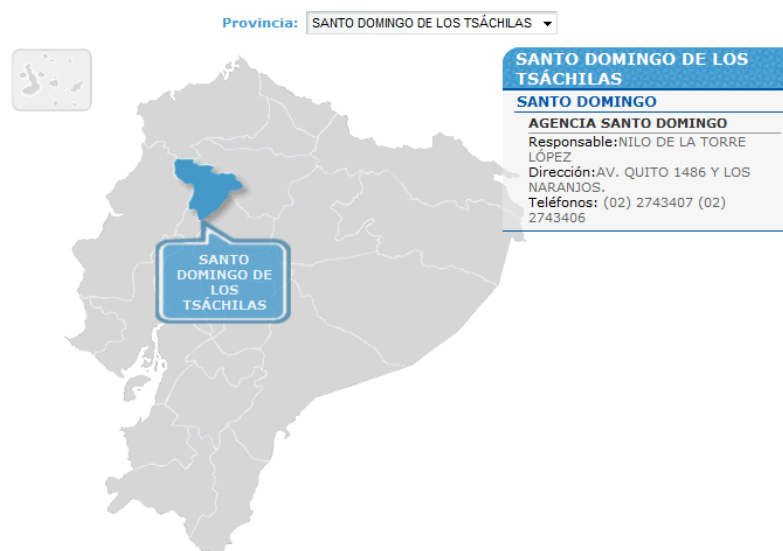 Provincia: SANTO DOMINGO DE LOS TSÁCHILAS
SANTO DOMINGO DE LOS
TSÁCHILAS
SANTO DOMINGO
AGENCIA SANTO DOMINGO
Responsable:NILO DE LA TORRE
LÓPEZ
Dirección:AV. QUITO 1486 Y LOS
NARANJOS.
Teléfonos: (02) 2743407 (02)
2743406
SANTO
DOMINGO DE
LOS
TSÁCHILAS